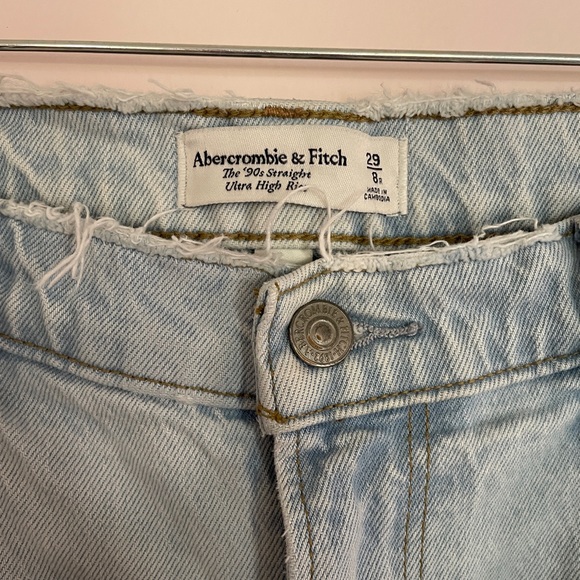 Abercrombie & Fitch
The '90s Straight
Ultra High
29
8R
MADE IN
CAMBODIA